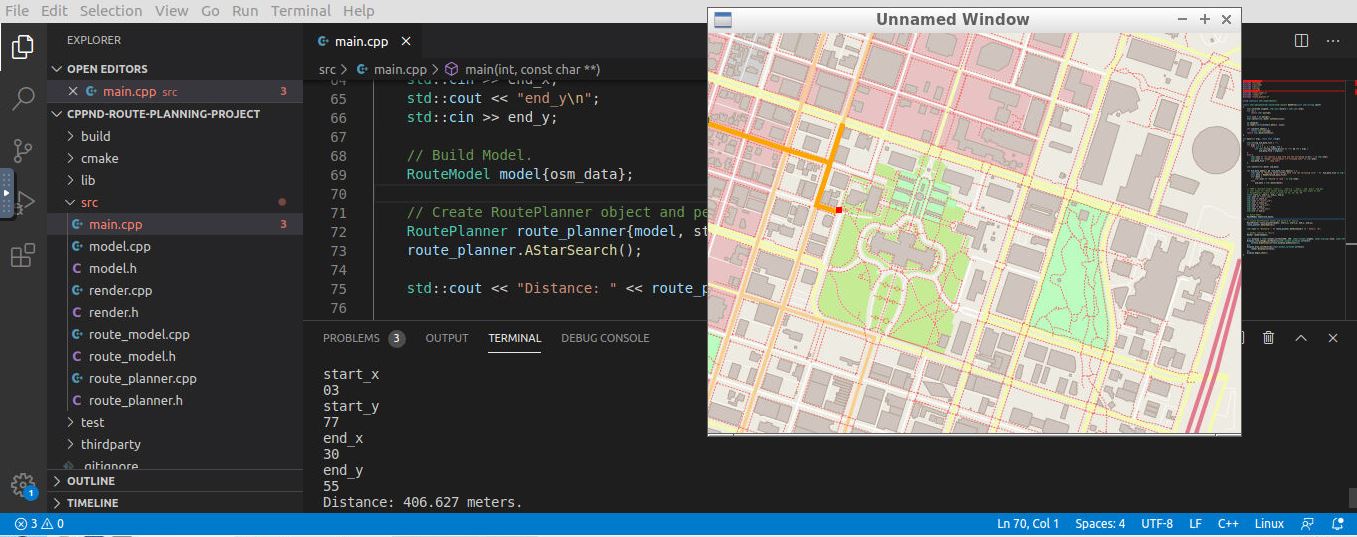 File Edit Selection View Go Run Terminal Help
Unnamed Window
EXPLORER
OPEN EDITORS
main.cpp src 3
CPPND-ROUTE-PLANNING-PROJECT
build
cmake
lib
src
main.cpp 3
model.cpp
model.h
render.cpp
render.h
route_model.cpp
route_model.h
route_planner.cpp
route_planner.h
test
thirdparty
.gitignore
OUTLINE
TIMELINE
main.cpp
src > main.cpp > main(int, const char **)
64 std::cin >> end_x;
65 std::cout << "end_y\n";
66 std::cin >> end_y;
67
68 // Build Model.
69 RouteModel model{osm_data};
70
71 // Create RoutePlanner object and pe
72 RoutePlanner route_planner{model, st
73 route_planner.AStarSearch();
74
75 std::cout << "Distance: " << route_p
76
PROBLEMS 3 OUTPUT TERMINAL DEBUG CONSOLE
start_x
03
start_y
77
end_x
30
end_y
55
Distance: 406.627 meters.
1
3 0 Ln 70, Col 1 Spaces: 4 UTF-8 LF C++ Linux